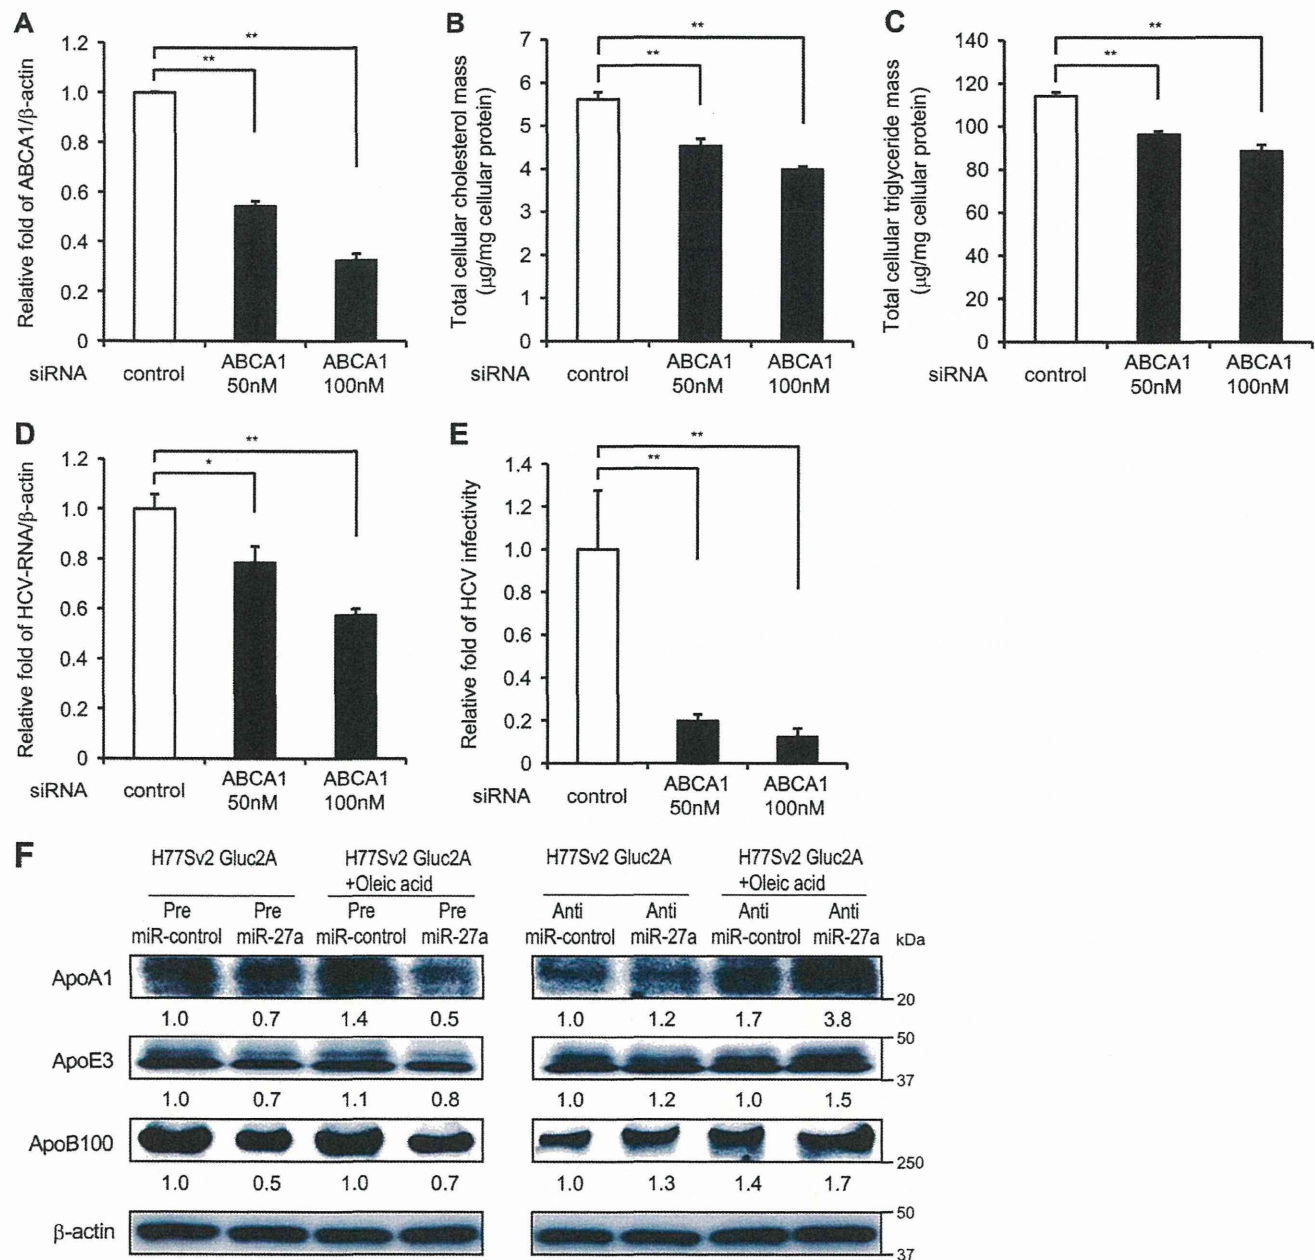 A
Relative fold of ABCA1/β-actin
1.2
1.0
0.8
0.6
0.4
0.2
0
**
**
siRNA
control
ABCA1
50nM
ABCA1
100nM
B
Total cellular cholesterol mass
(µg/mg cellular protein)
7
6
5
4
3
2
1
0
**
**
siRNA
control
ABCA1
50nM
ABCA1
100nM
C
Total cellular triglyceride mass
(µg/mg cellular protein)
140
120
100
80
60
40
20
0
**
**
siRNA
control
ABCA1
50nM
ABCA1
100nM
D
Relative fold of HCV-RNA/β-actin
1.2
1.0
0.8
0.6
0.4
0.2
0
**
*
siRNA
control
ABCA1
50nM
ABCA1
100nM
E
Relative fold of HCV infectivity
1.4
1.2
1.0
0.8
0.6
0.4
0.2
0
**
**
siRNA
control
ABCA1
50nM
ABCA1
100nM
F
H77Sv2 Gluc2A H77Sv2 Gluc2A H77Sv2 Gluc2A H77Sv2 Gluc2A
+Oleic acid +Oleic acid
Pre Pre Pre Pre Anti Anti Anti Anti
miR-control miR-27a miR-control miR-27a miR-control miR-27a miR-control miR-27a kDa
ApoA1
20
1.0 0.7 1.4 0.5 1.0 1.2 1.7 3.8
50
ApoE3
37
1.0 0.7 1.1 0.8 1.0 1.2 1.0 1.5
ApoB100
250
1.0 0.5 1.0 0.7 1.0 1.3 1.4 1.7
50
β-actin
37